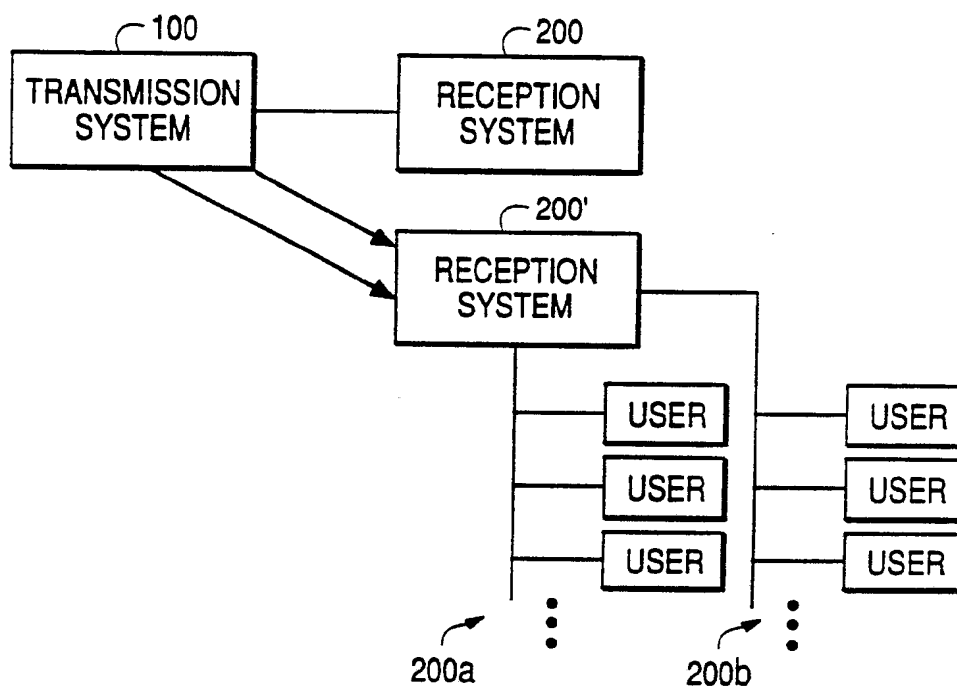 100
TRANSMISSION
SYSTEM
200
RECEPTION
SYSTEM
200'
RECEPTION
SYSTEM
USER
USER
USER
USER
USER
USER
200a
200b